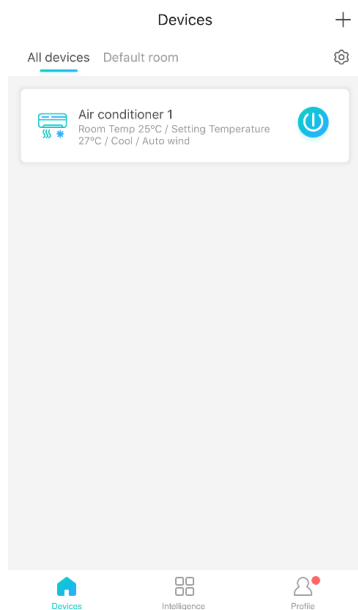 Devices
All devices Default room
Air conditioner 1
Room Temp 25°C / Setting Temperature
27°C / Cool / Auto wind
Devices Intelligence Profile